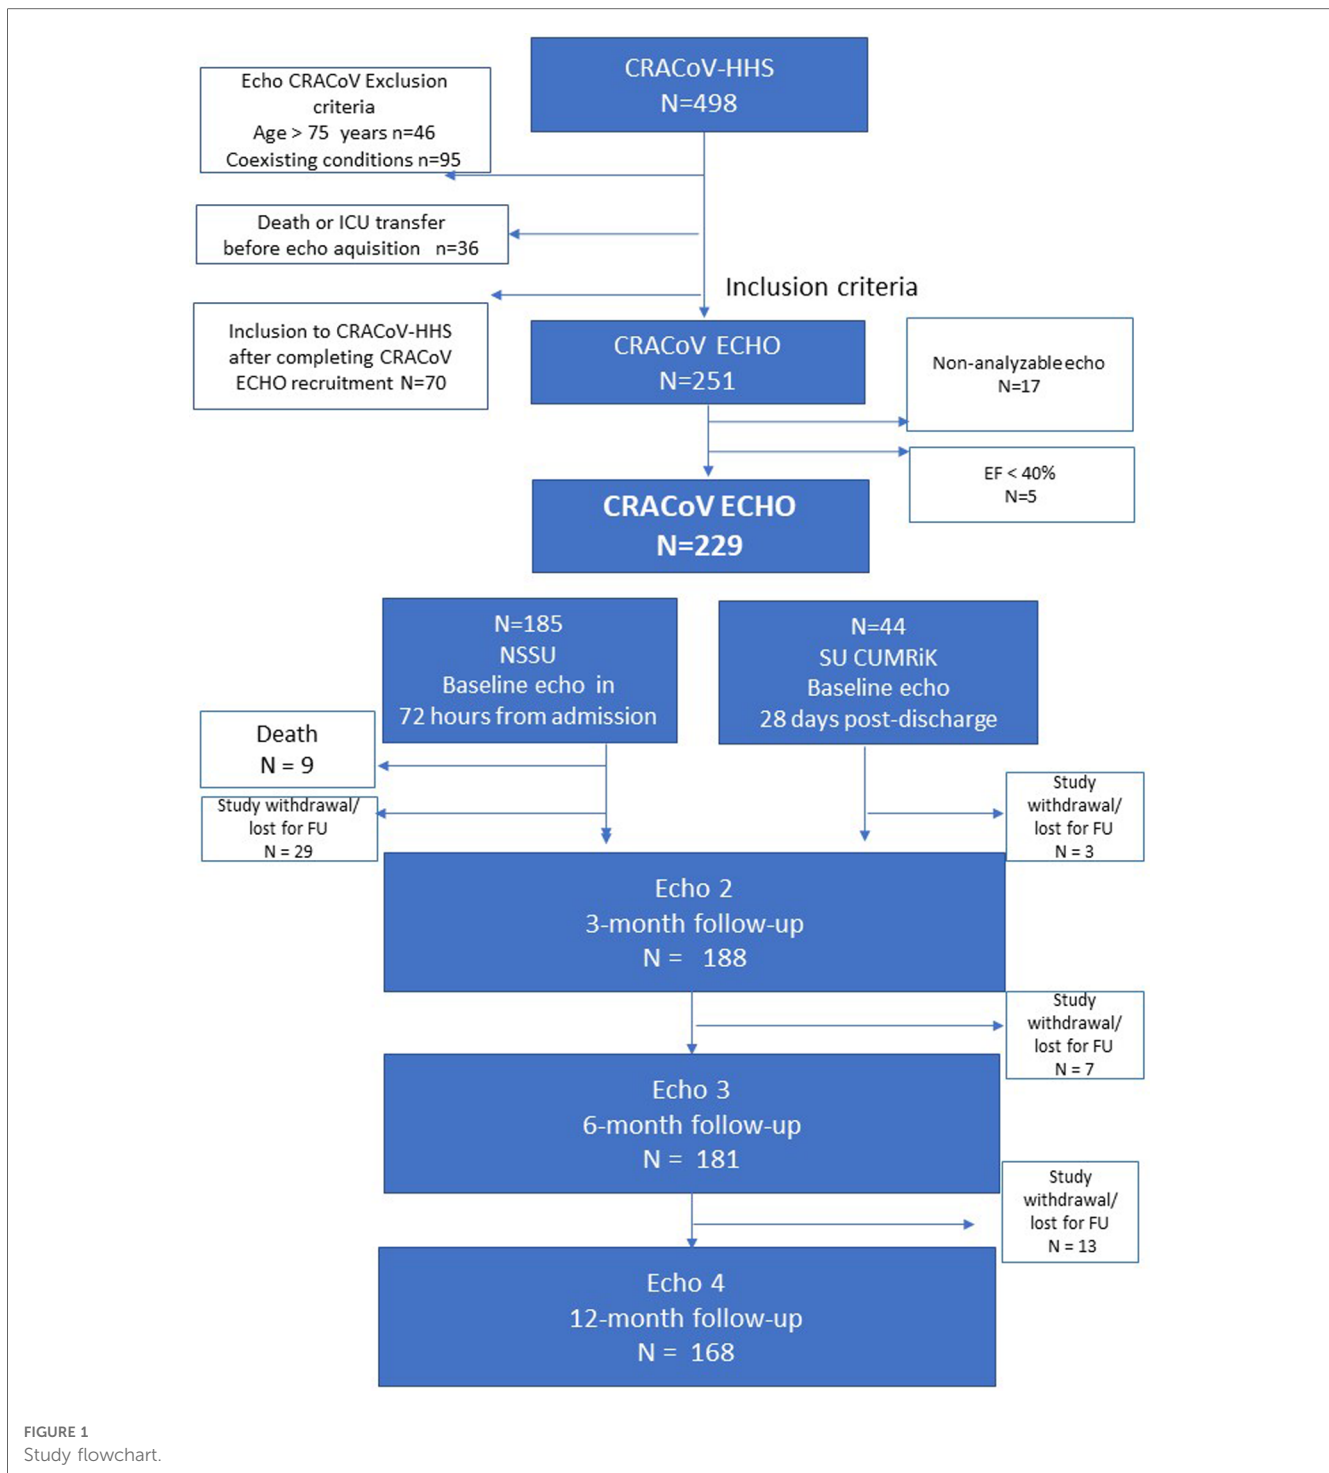 CRACoV-HHS
N=498
Echo CRACoV Exclusion
criteria
Age > 75 years n=46
Coexisting conditions n=95
Death or ICU transfer
before echo aquisition n=36
Inclusion criteria
Inclusion to CRACoV-HHS
after completing CRACoV
ECHO recruitment N=70
CRACoV ECHO
N=251
Non-analyzable echo
N=17
EF < 40%
N=5
CRACoV ECHO
N=229
N=185
NSSU
Baseline echo in
72 hours from admission
N=44
SU CUMRiK
Baseline echo
28 days post-discharge
Death
N = 9
Study withdrawal/
lost for FU
N = 29
Study
withdrawal/
lost for FU
N = 3
Echo 2
3-month follow-up
N = 188
Study
withdrawal/
lost for FU
N = 7
Echo 3
6-month follow-up
N = 181
Study
withdrawal/
lost for FU
N = 13
Echo 4
12-month follow-up
N = 168
FIGURE 1
Study flowchart.